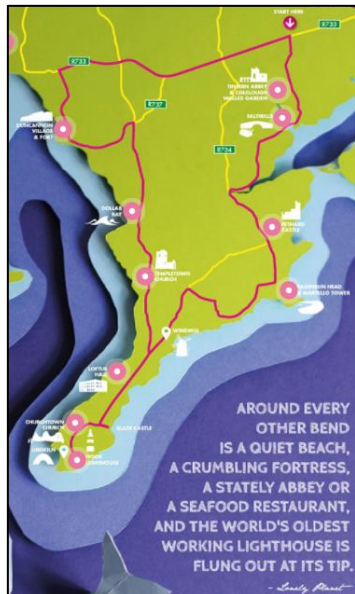 START HERE
R733
R733
TINTERN ABBEY
& COLCLOUGH
WALLED GARDEN
SALTMILLS
DUNCANNON
VILLAGE
& FORT
R737
R734
DOLLAR
BAY
FETHARD
CASTLE
TEMPLETOWN
CHURCH
BAGINBUN HEAD
& MARTELLO TOWER
WINDMILL
LOFTUS
HALL
CHURCHTOWN
CHURCH
SLADE CASTLE
HOOK
LIGHTHOUSE
AROUND EVERY
OTHER BEND
IS A QUIET BEACH,
A CRUMBLING FORTRESS,
A STATELY ABBEY OR
A SEAFOOD RESTAURANT,
AND THE WORLD'S OLDEST
WORKING LIGHTHOUSE IS
FLUNG OUT AT ITS TIP.
- Lonely Planet